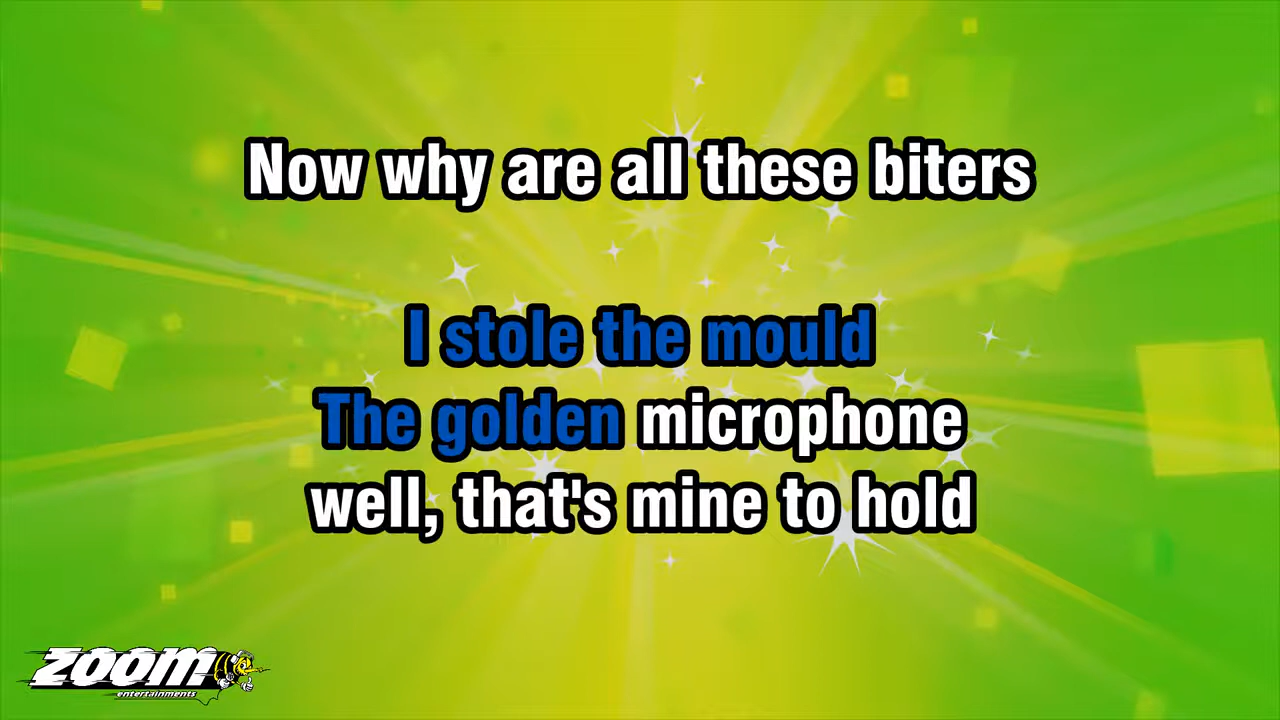 Now why are all these biters
I stole the mould
The golden microphone
well, that's mine to hold
ZOOM
entertainments